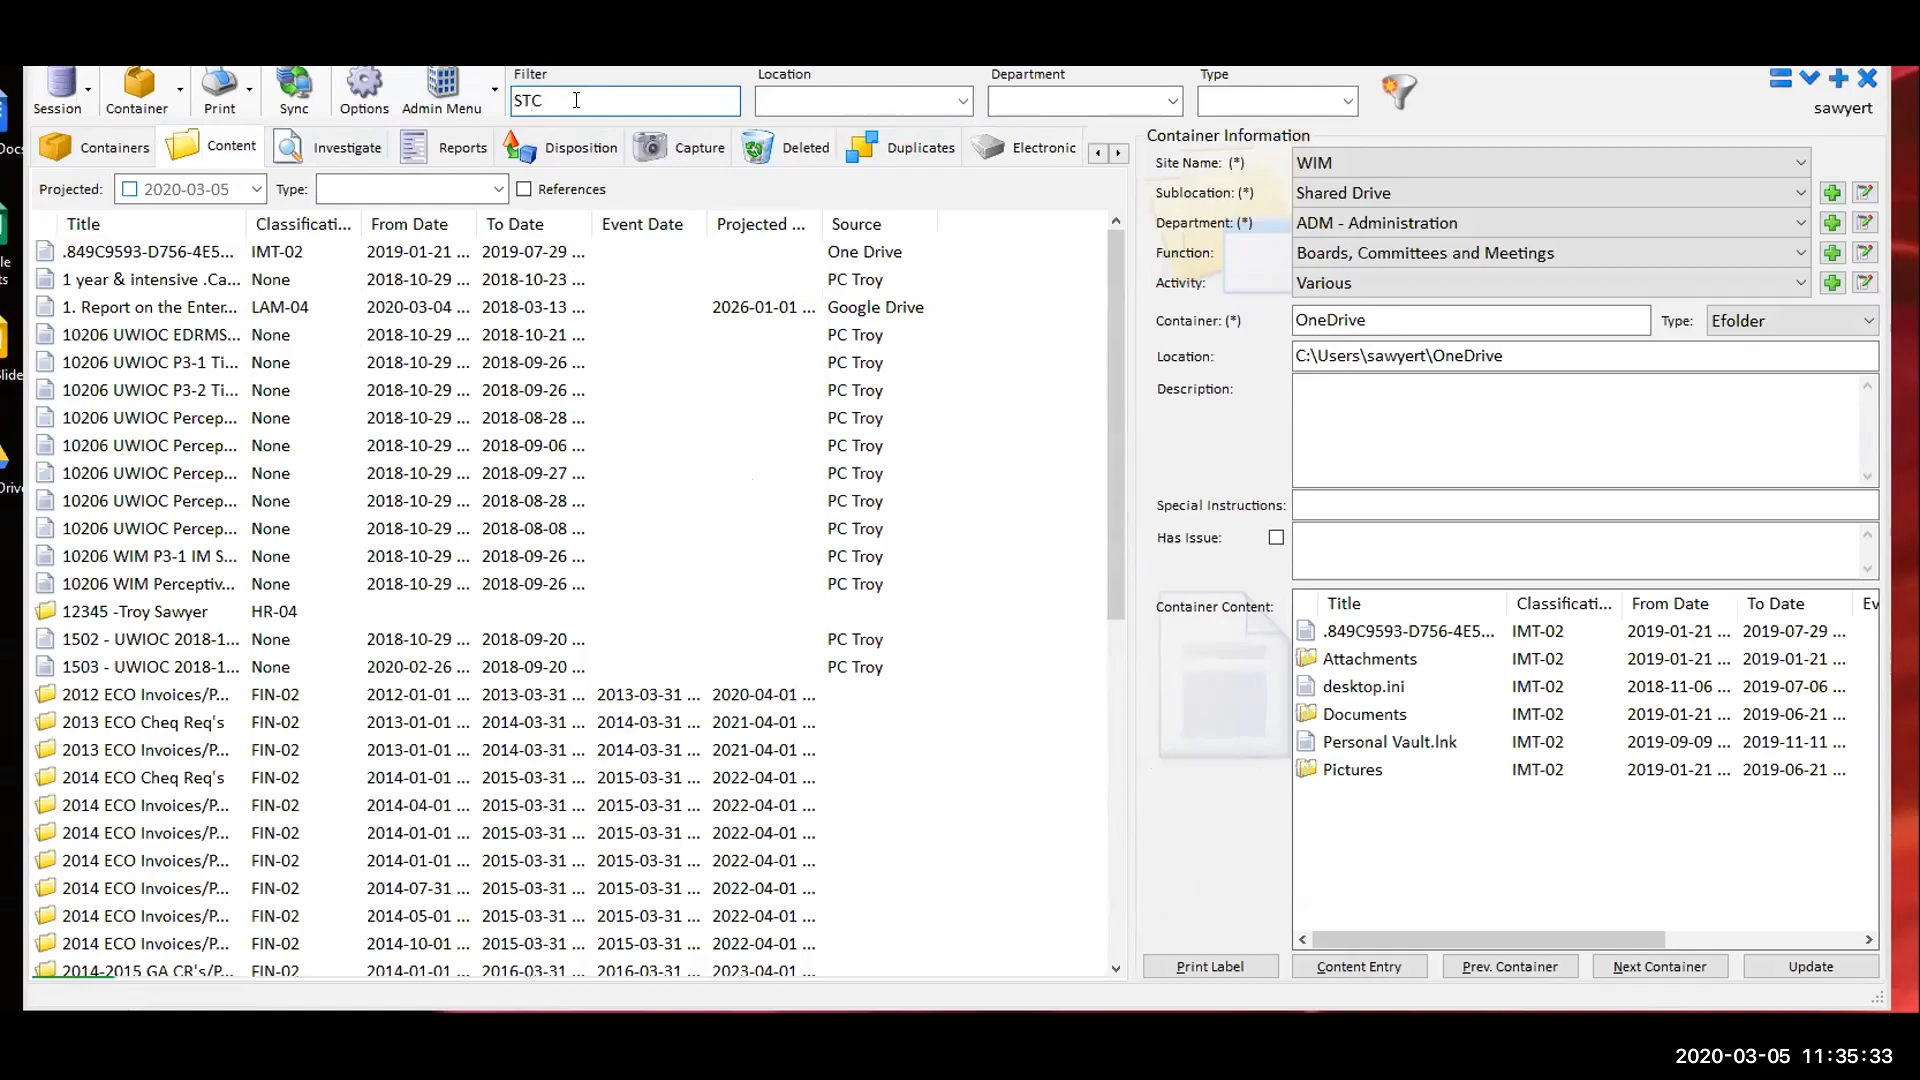 Filter Location Department Type
STC
Session Container Print Sync Options Admin Menu
sawyert
Containers Content Investigate Reports Disposition Capture Deleted Duplicates Electronic
Projected: 2020-03-05 Type: References
Title Classificati... From Date To Date Event Date Projected ... Source
.849C9593-D756-4E5... IMT-02 2019-01-21 ... 2019-07-29 ... One Drive
1 year & intensive .Ca... None 2018-10-29 ... 2018-10-23 ... PC Troy
1. Report on the Enter... LAM-04 2020-03-04 ... 2018-03-13 ... 2026-01-01 ... Google Drive
10206 UWIOC EDRMS... None 2018-10-29 ... 2018-10-21 ... PC Troy
10206 UWIOC P3-1 Ti... None 2018-10-29 ... 2018-09-26 ... PC Troy
10206 UWIOC P3-2 Ti... None 2018-10-29 ... 2018-09-26 ... PC Troy
10206 UWIOC Percep... None 2018-10-29 ... 2018-08-28 ... PC Troy
10206 UWIOC Percep... None 2018-10-29 ... 2018-09-06 ... PC Troy
10206 UWIOC Percep... None 2018-10-29 ... 2018-09-27 ... PC Troy
10206 UWIOC Percep... None 2018-10-29 ... 2018-08-28 ... PC Troy
10206 UWIOC Percep... None 2018-10-29 ... 2018-08-08 ... PC Troy
10206 WIM P3-1 IM S... None 2018-10-29 ... 2018-09-26 ... PC Troy
10206 WIM Perceptiv... None 2018-10-29 ... 2018-09-26 ... PC Troy
12345 -Troy Sawyer HR-04
1502 - UWIOC 2018-1... None 2018-10-29 ... 2018-09-20 ... PC Troy
1503 - UWIOC 2018-1... None 2020-02-26 ... 2018-09-20 ... PC Troy
2012 ECO Invoices/P... FIN-02 2012-01-01 ... 2013-03-31 ... 2013-03-31 ... 2020-04-01 ...
2013 ECO Cheq Req's FIN-02 2013-01-01 ... 2014-03-31 ... 2014-03-31 ... 2021-04-01 ...
2013 ECO Invoices/P... FIN-02 2013-01-01 ... 2014-03-31 ... 2014-03-31 ... 2021-04-01 ...
2014 ECO Cheq Req's FIN-02 2014-01-01 ... 2015-03-31 ... 2015-03-31 ... 2022-04-01 ...
2014 ECO Invoices/P... FIN-02 2014-04-01 ... 2015-03-31 ... 2015-03-31 ... 2022-04-01 ...
2014 ECO Invoices/P... FIN-02 2014-01-01 ... 2015-03-31 ... 2015-03-31 ... 2022-04-01 ...
2014 ECO Invoices/P... FIN-02 2014-01-01 ... 2015-03-31 ... 2015-03-31 ... 2022-04-01 ...
2014 ECO Invoices/P... FIN-02 2014-07-31 ... 2015-03-31 ... 2015-03-31 ... 2022-04-01 ...
2014 ECO Invoices/P... FIN-02 2014-05-01 ... 2015-03-31 ... 2015-03-31 ... 2022-04-01 ...
2014 ECO Invoices/P... FIN-02 2014-10-01 ... 2015-03-31 ... 2015-03-31 ... 2022-04-01 ...
2014-2015 GA CR's/P... FIN-02 2014-01-01 ... 2016-03-31 ... 2016-03-31 ... 2023-04-01 ...
Container Information
Site Name: (*) WIM
Sublocation: (*) Shared Drive
Department: (*) ADM - Administration
Function: Boards, Committees and Meetings
Activity: Various
Container: (*) OneDrive Type: Efolder
Location: C:\Users\sawyert\OneDrive
Description:
Special Instructions:
Has Issue:
Container Content: Title Classificati... From Date To Date Ev
.849C9593-D756-4E5... IMT-02 2019-01-21 ... 2019-07-29 ...
Attachments IMT-02 2019-01-21 ... 2019-01-21 ...
desktop.ini IMT-02 2018-11-06 ... 2019-07-06 ...
Documents IMT-02 2019-01-21 ... 2019-06-21 ...
Personal Vault.lnk IMT-02 2019-09-09 ... 2019-11-11 ...
Pictures IMT-02 2019-01-21 ... 2019-06-21 ...
Print Label Content Entry Prev. Container Next Container Update
2020-03-05 11:35:33